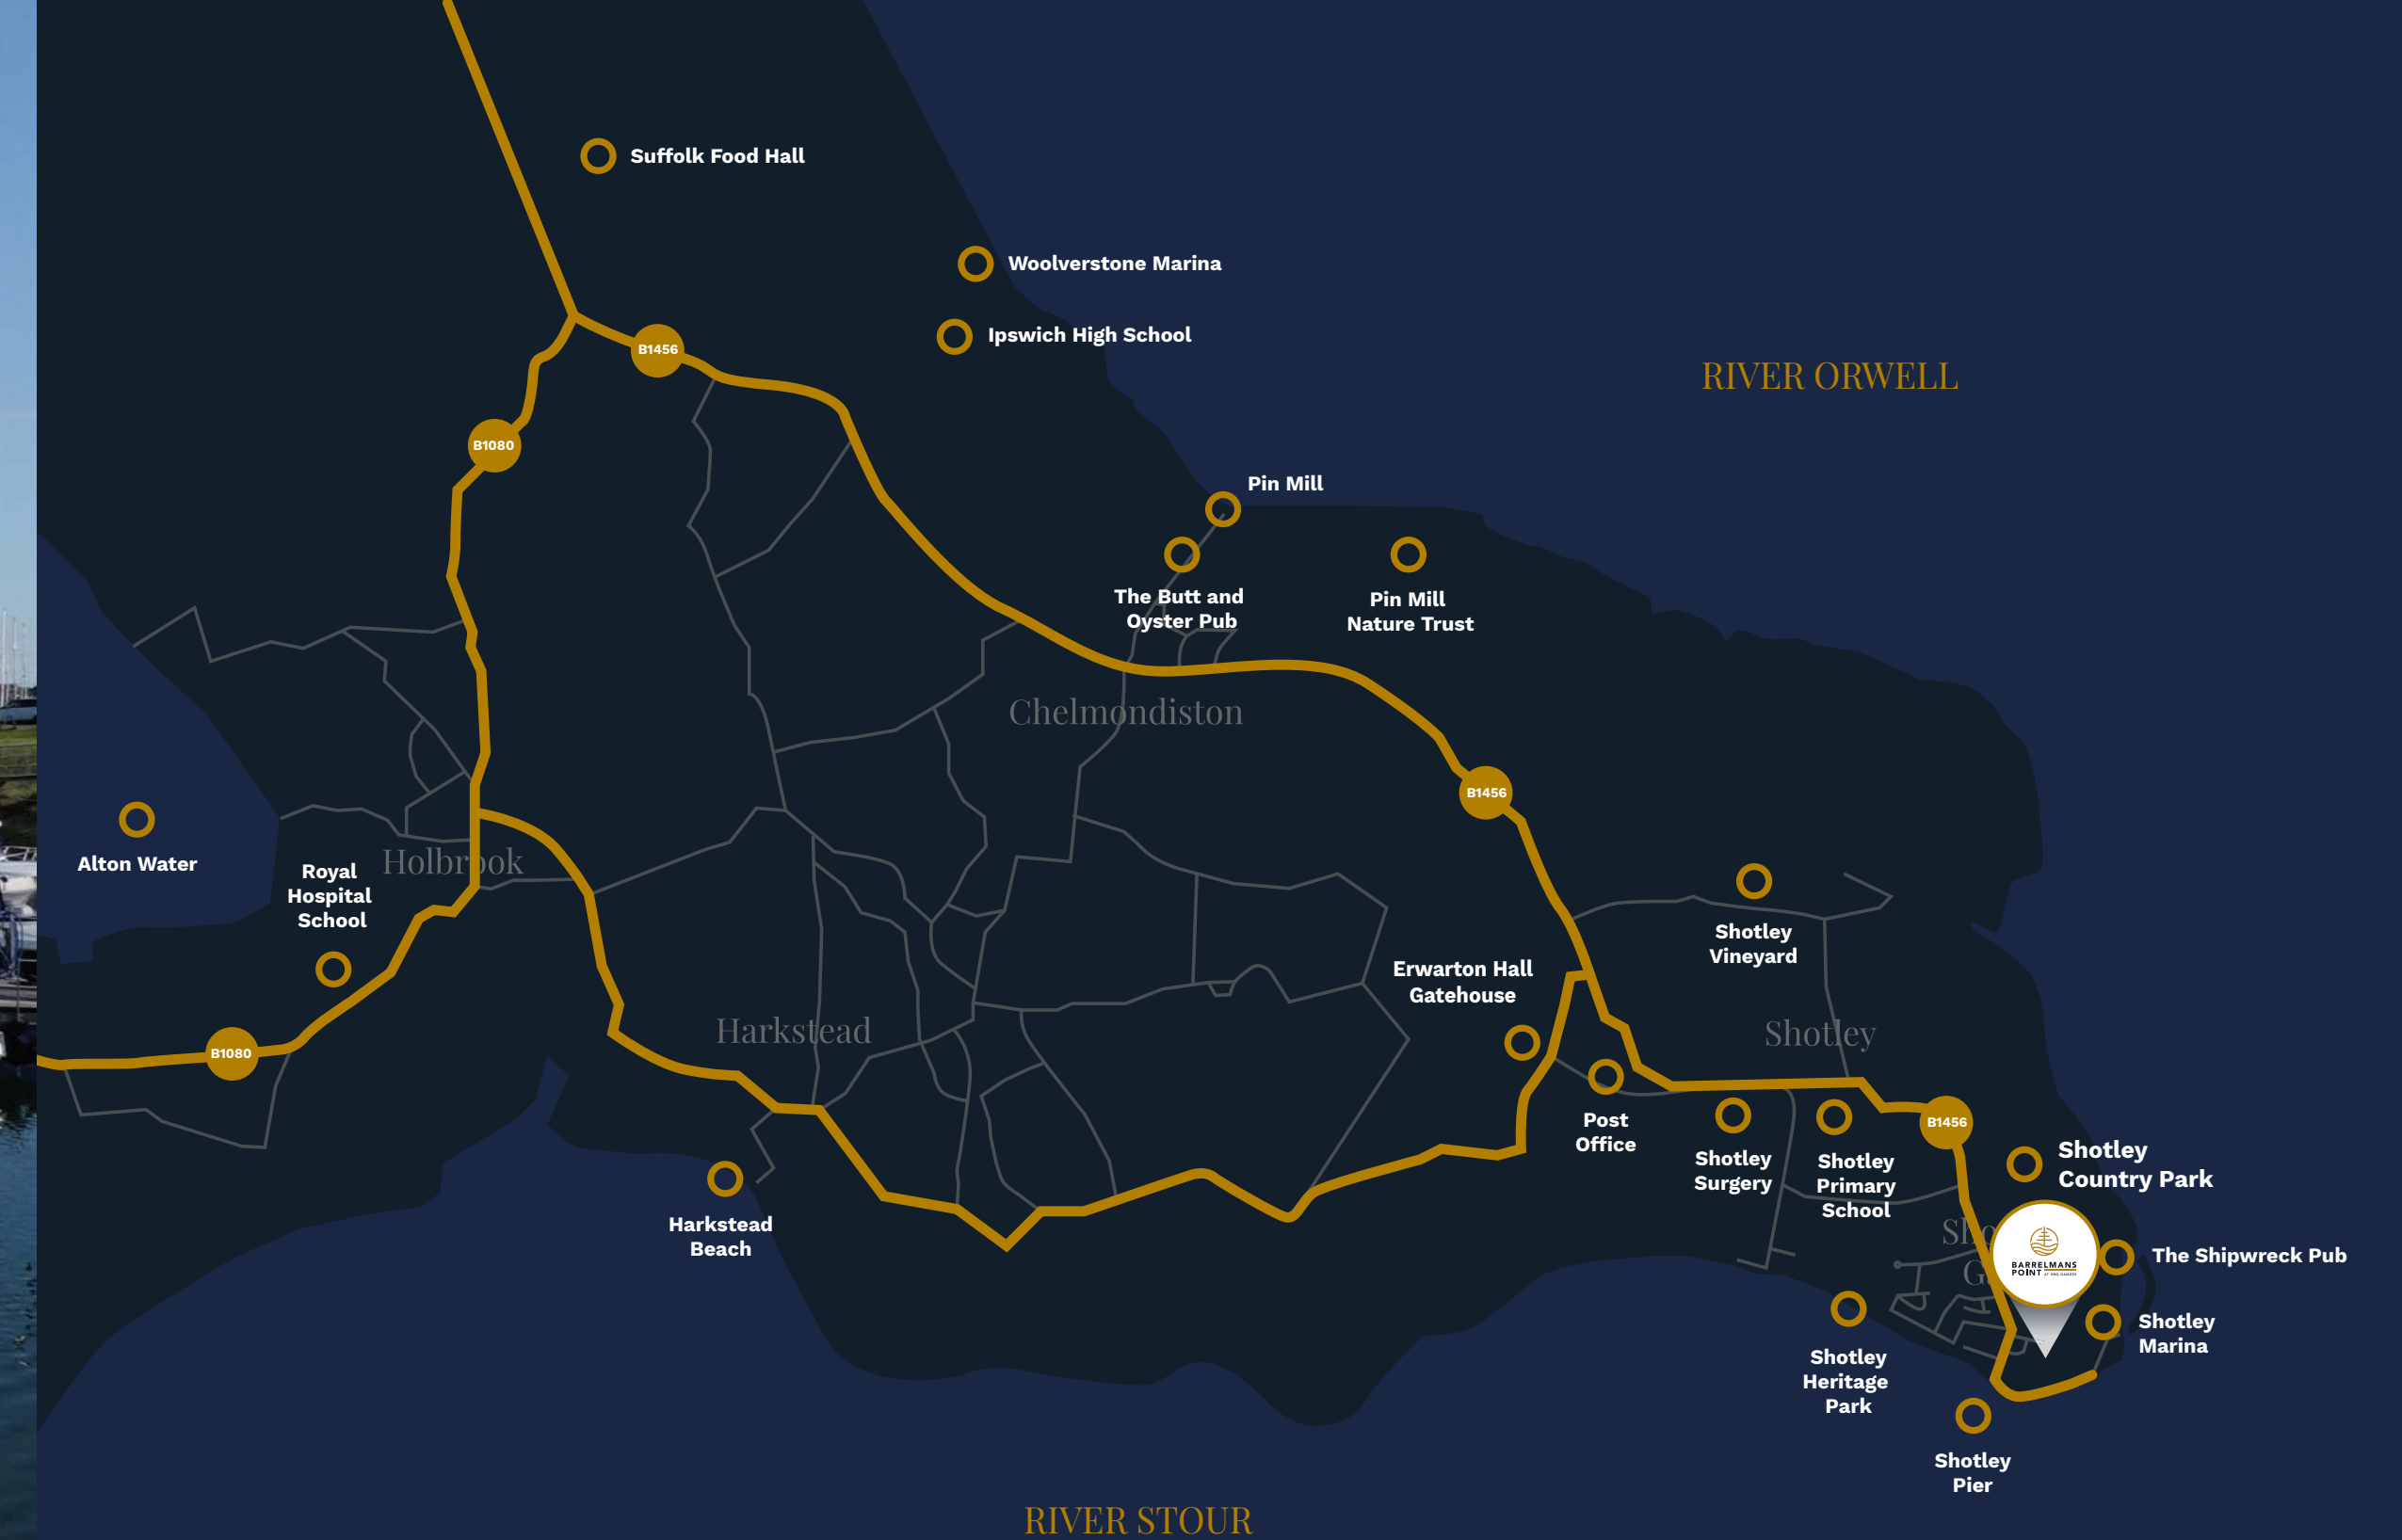 Suffolk Food Hall
Woolverstone Marina
Ipswich High School
B1456
RIVER ORWELL
B1080
Pin Mill
The Butt and
Oyster Pub
Pin Mill
Nature Trust
Chelmondiston
B1456
Alton Water
Holbrook
Royal
Hospital
School
Shotley
Vineyard
Erwarton Hall
Gatehouse
Harkstead
Shotley
B1080
Post
Office
B1456
Shotley
Surgery
Shotley
Primary
School
Shotley
Country Park
Harkstead
Beach
Sho
G
BARRELMANS
POINT
The Shipwreck Pub
Shotley
Marina
Shotley
Heritage
Park
Shotley
Pier
RIVER STOUR